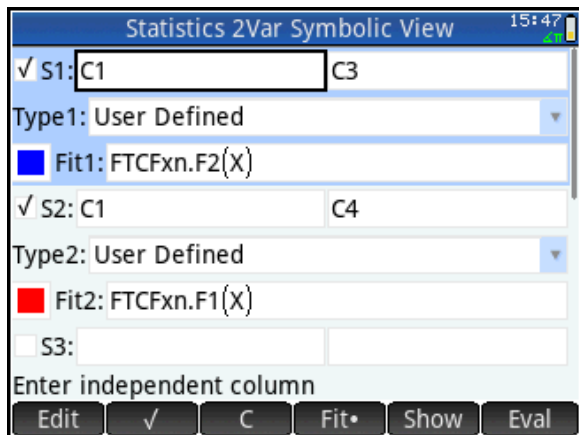 Statistics 2Var Symbolic View 15:47
∡π
√ S1: C1 C3
Type1: User Defined
Fit1: FTCFxn.F2(X)
√ S2: C1 C4
Type2: User Defined
Fit2: FTCFxn.F1(X)
S3:
Enter independent column
Edit √ C Fit• Show Eval